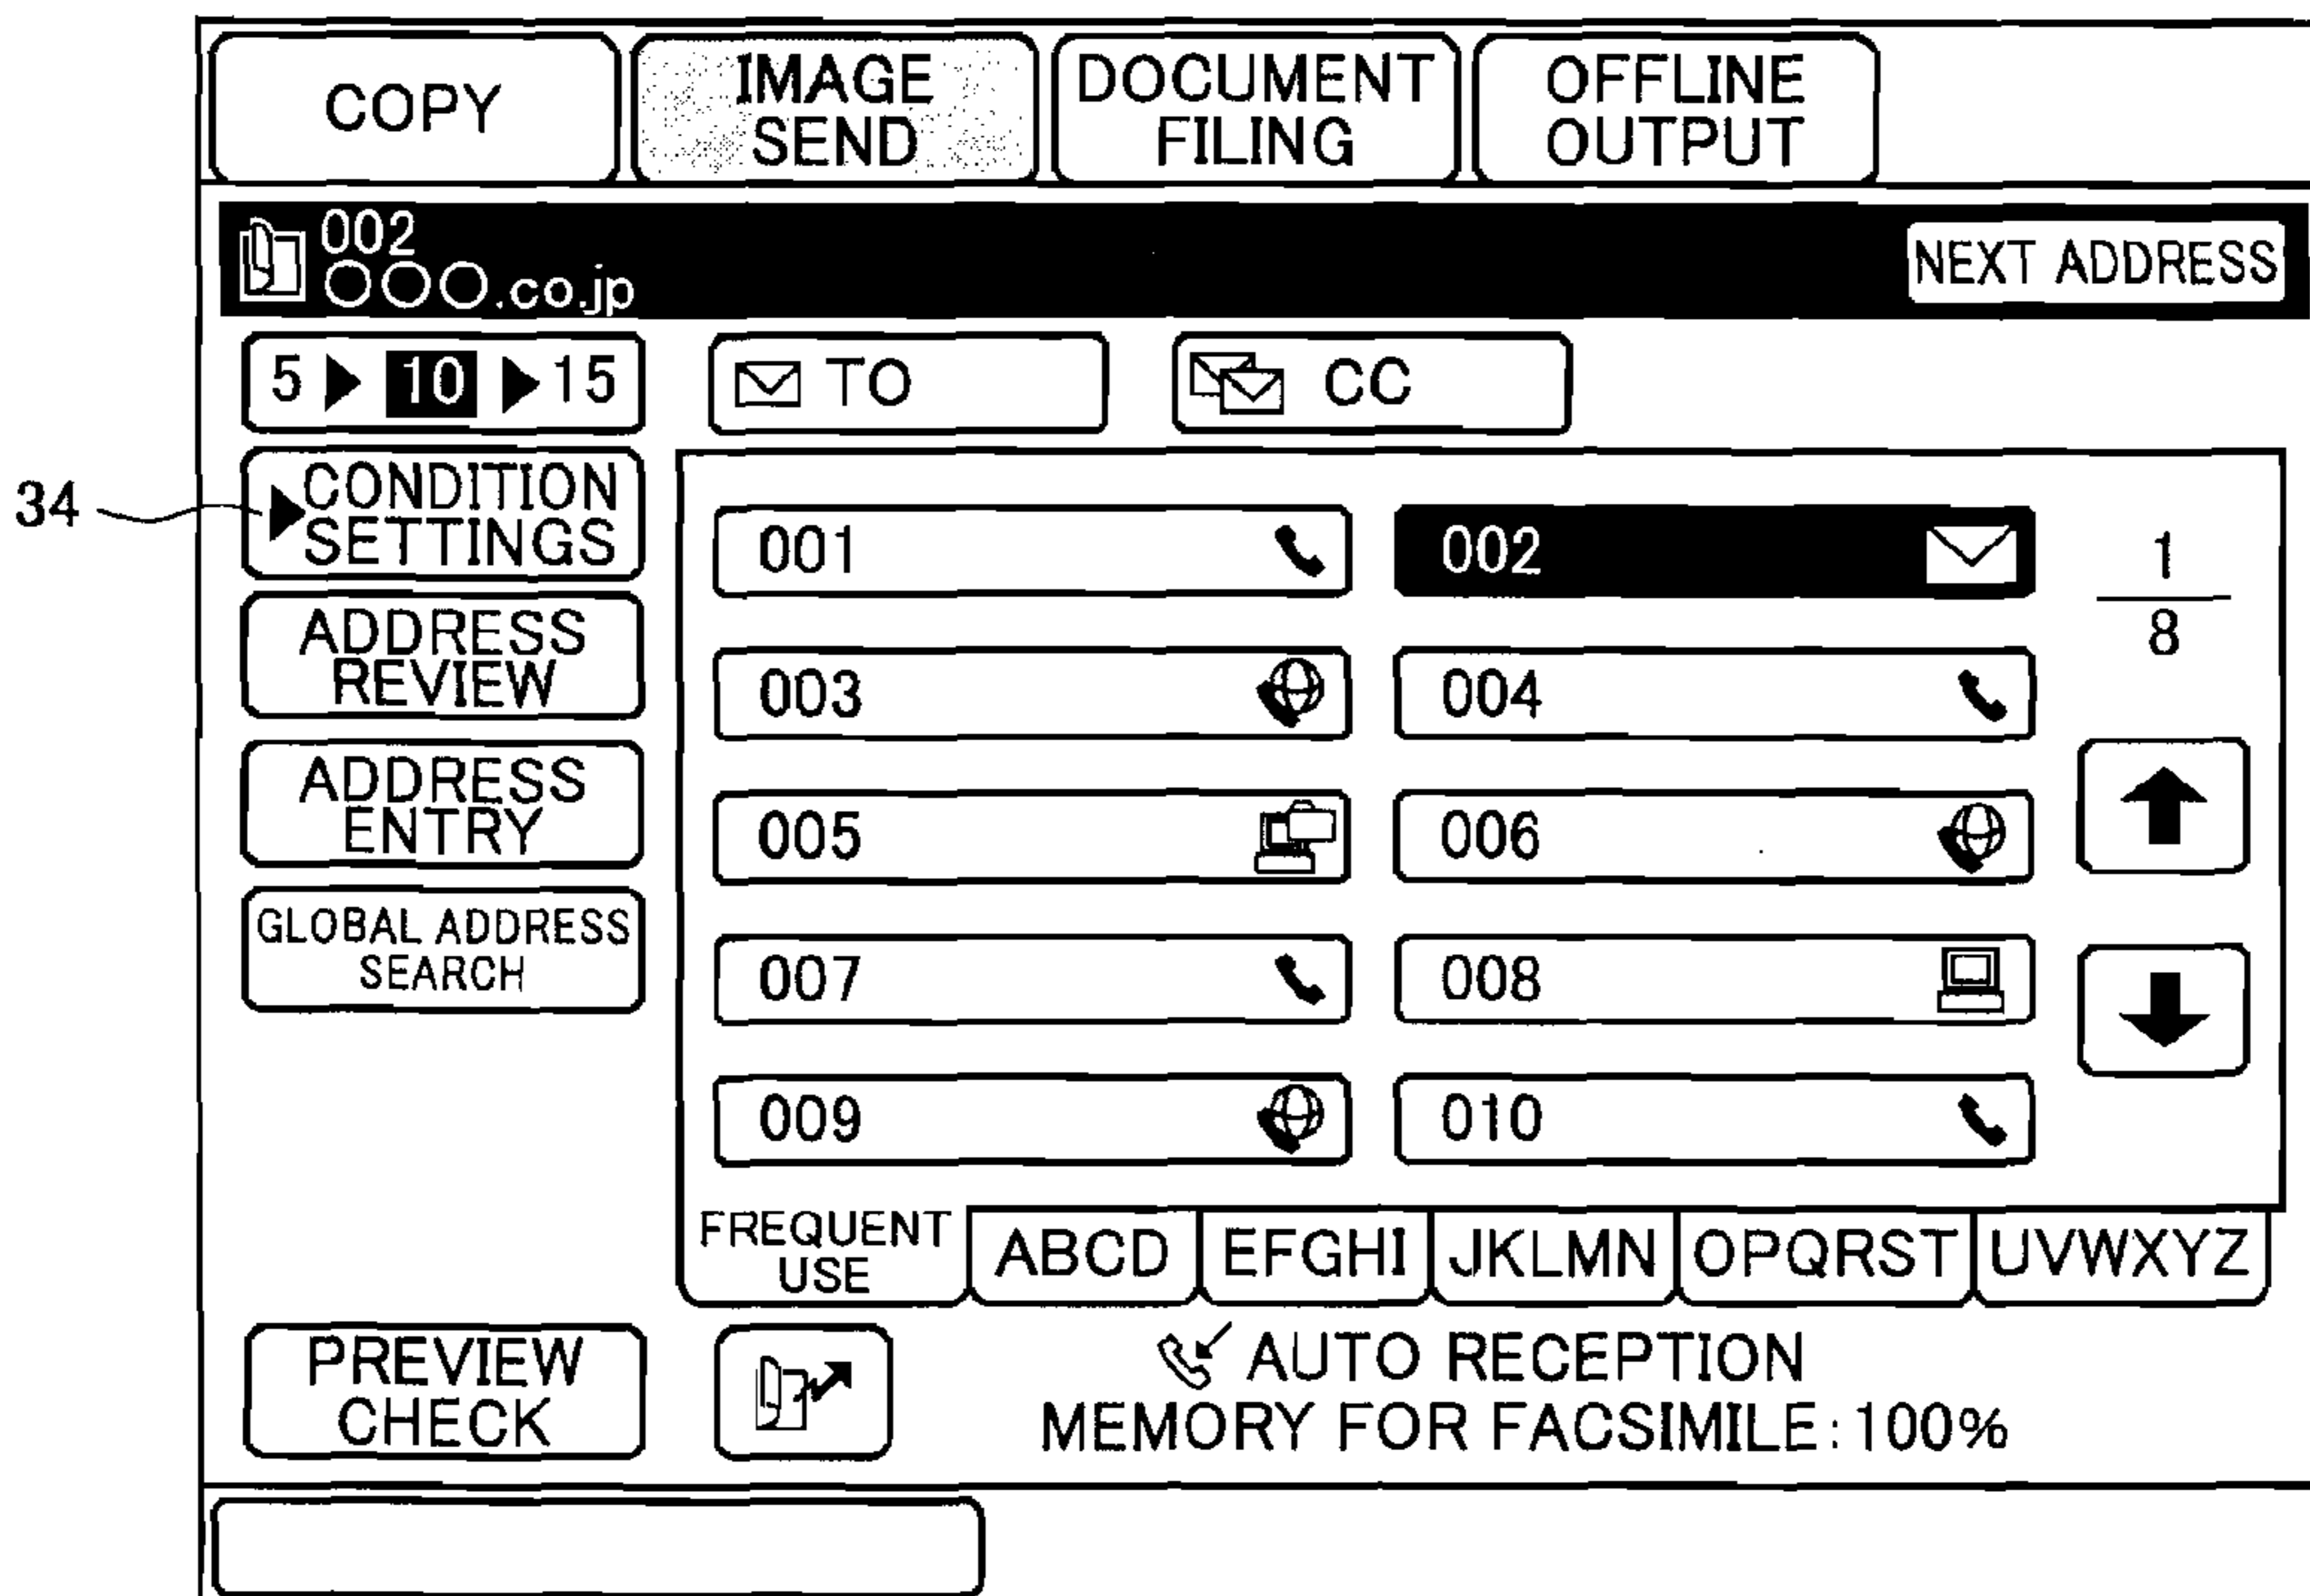 COPY
IMAGE
SEND
DOCUMENT
FILING
OFFLINE
OUTPUT
002
○○○.co.jp
NEXT ADDRESS
5 ▶ 10 ▶ 15
TO
CC
34
CONDITION
SETTINGS
ADDRESS
REVIEW
ADDRESS
ENTRY
GLOBAL ADDRESS
SEARCH
001
002
1
8
003
004
005
006
007
008
009
010
FREQUENT
USE
ABCD
EFGHI
JKLMN
OPQRST
UVWXYZ
PREVIEW
CHECK
AUTO RECEPTION
MEMORY FOR FACSIMILE:100%